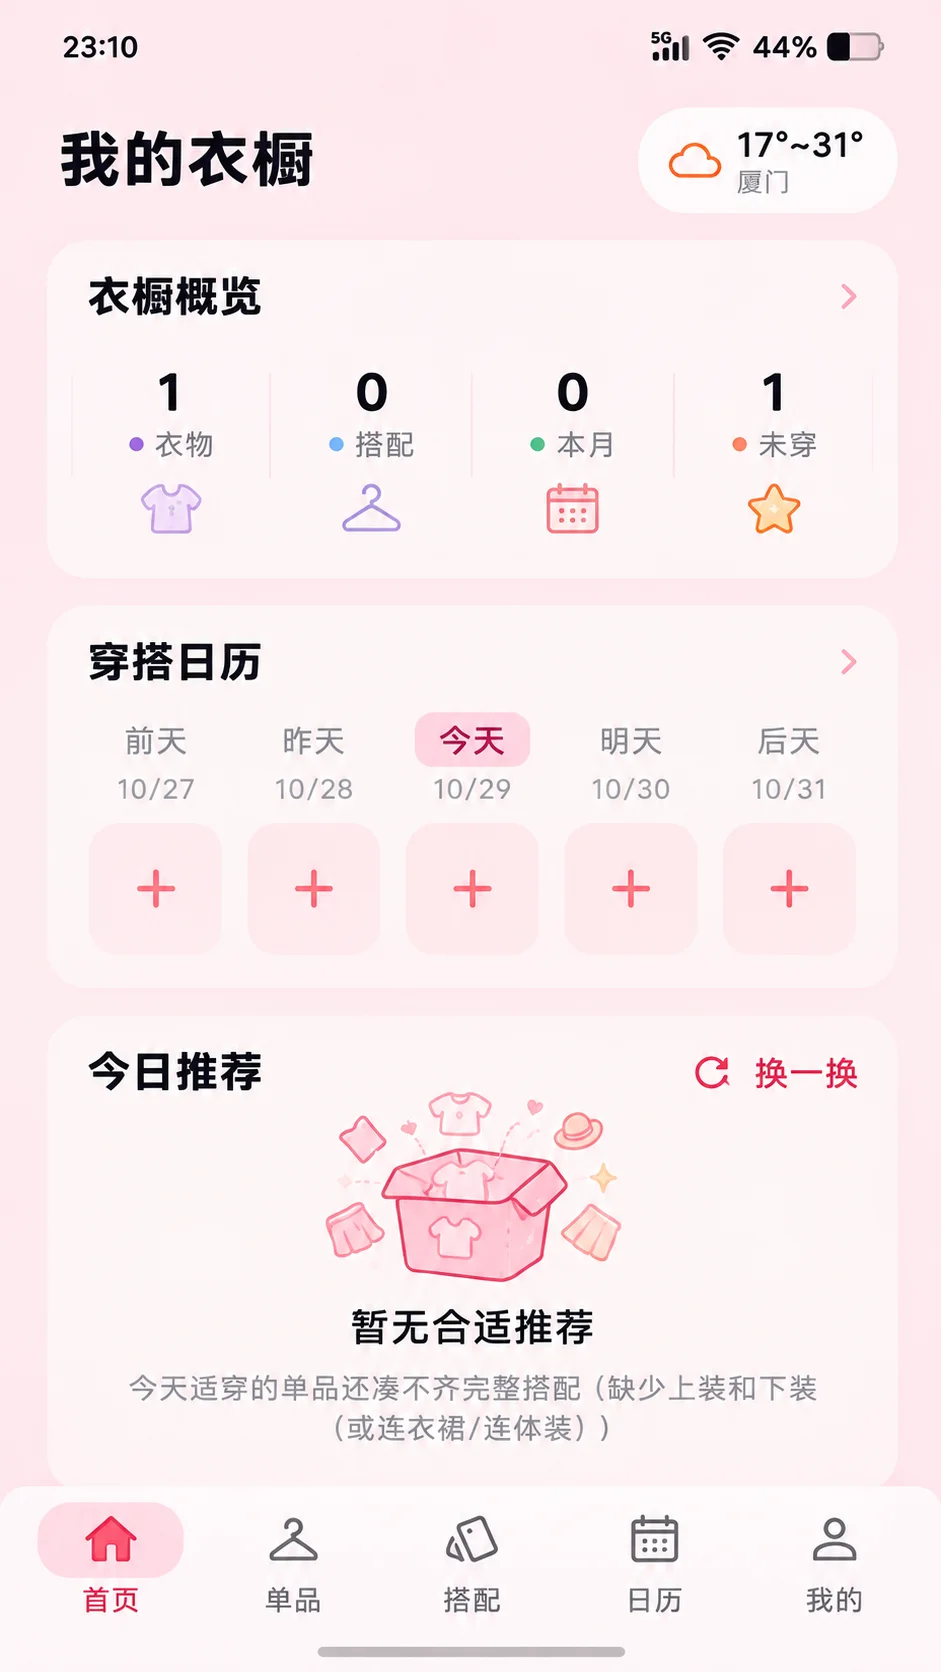 23:10
5G 44%
我的衣橱
17°~31°
厦门
衣橱概览
1 0 0 1
衣物 搭配 本月 未穿
穿搭日历
前天 昨天 今天 明天 后天
10/27 10/28 10/29 10/30 10/31
今日推荐 换一换
暂无合适推荐
今天适穿的单品还凑不齐完整搭配（缺少上装和下装
（或连衣裙/连体装））
首页 单品 搭配 日历 我的